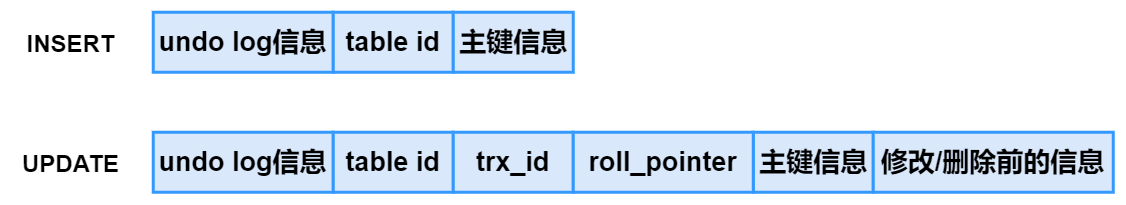 INSERT undo log信息 table id 主键信息
UPDATE undo log信息 table id trx_id roll_pointer 主键信息 修改/删除前的信息